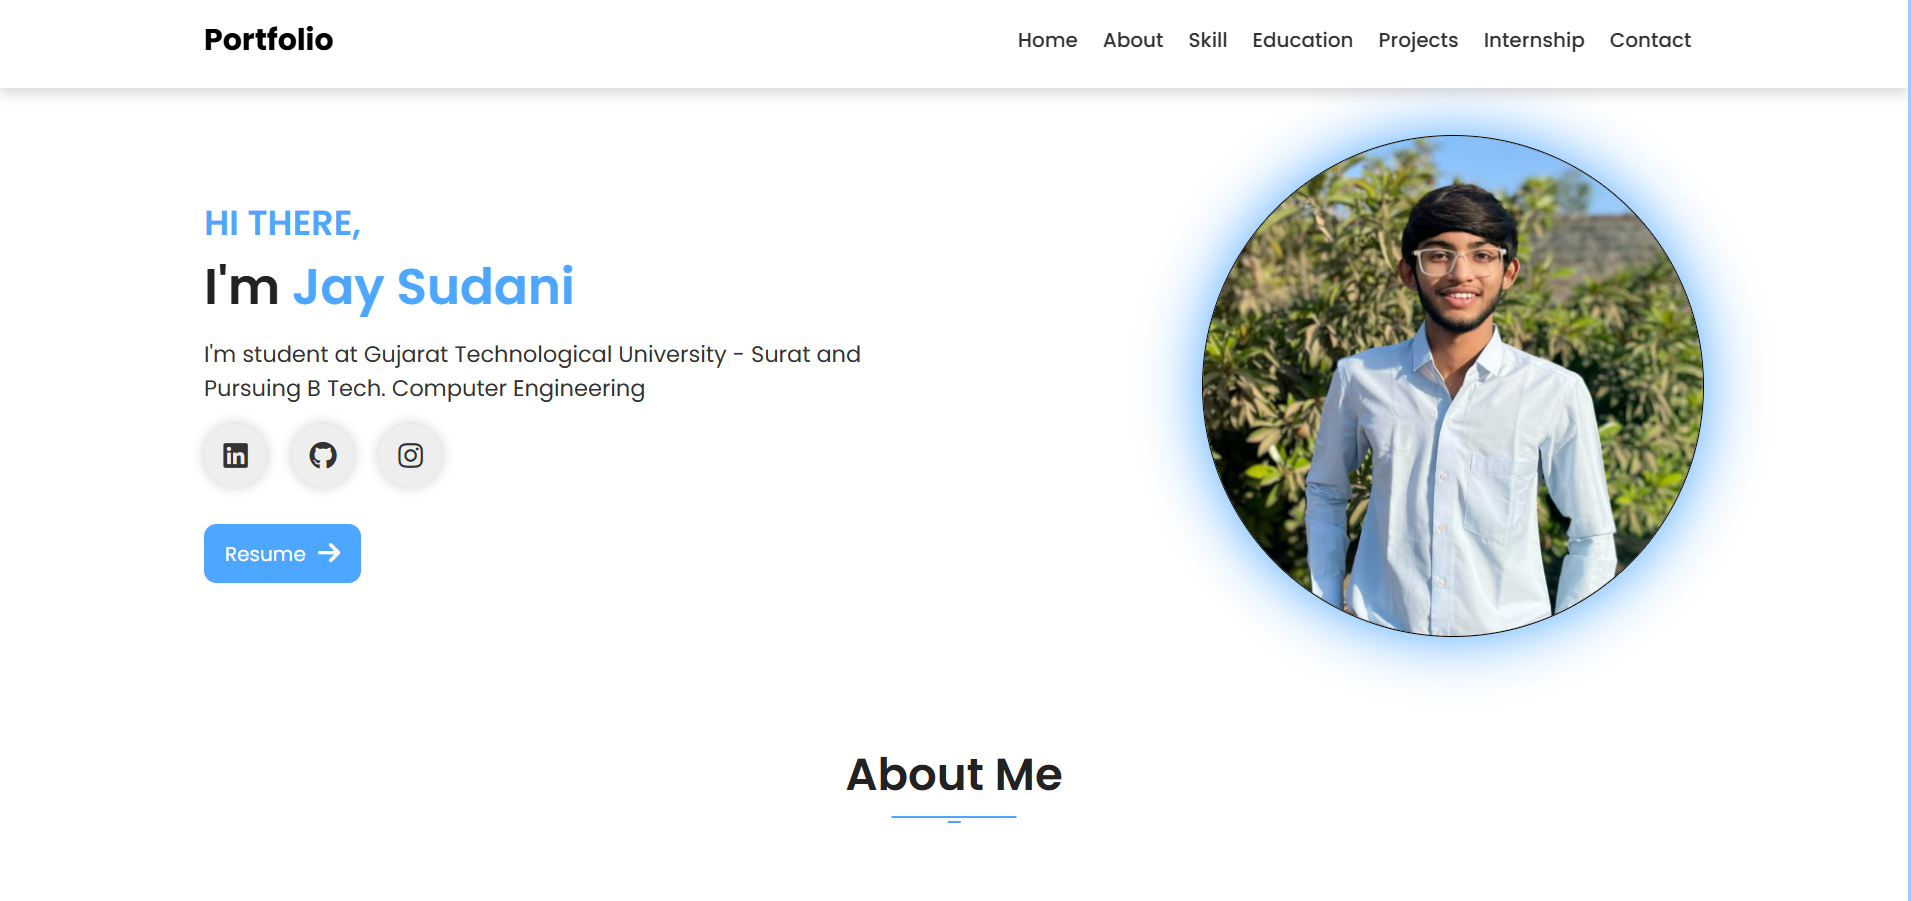 Portfolio
Home About Skill Education Projects Internship Contact
HI THERE,
I'm Jay Sudani
I'm student at Gujarat Technological University - Surat and
Pursuing B Tech. Computer Engineering
in
Resume
About Me